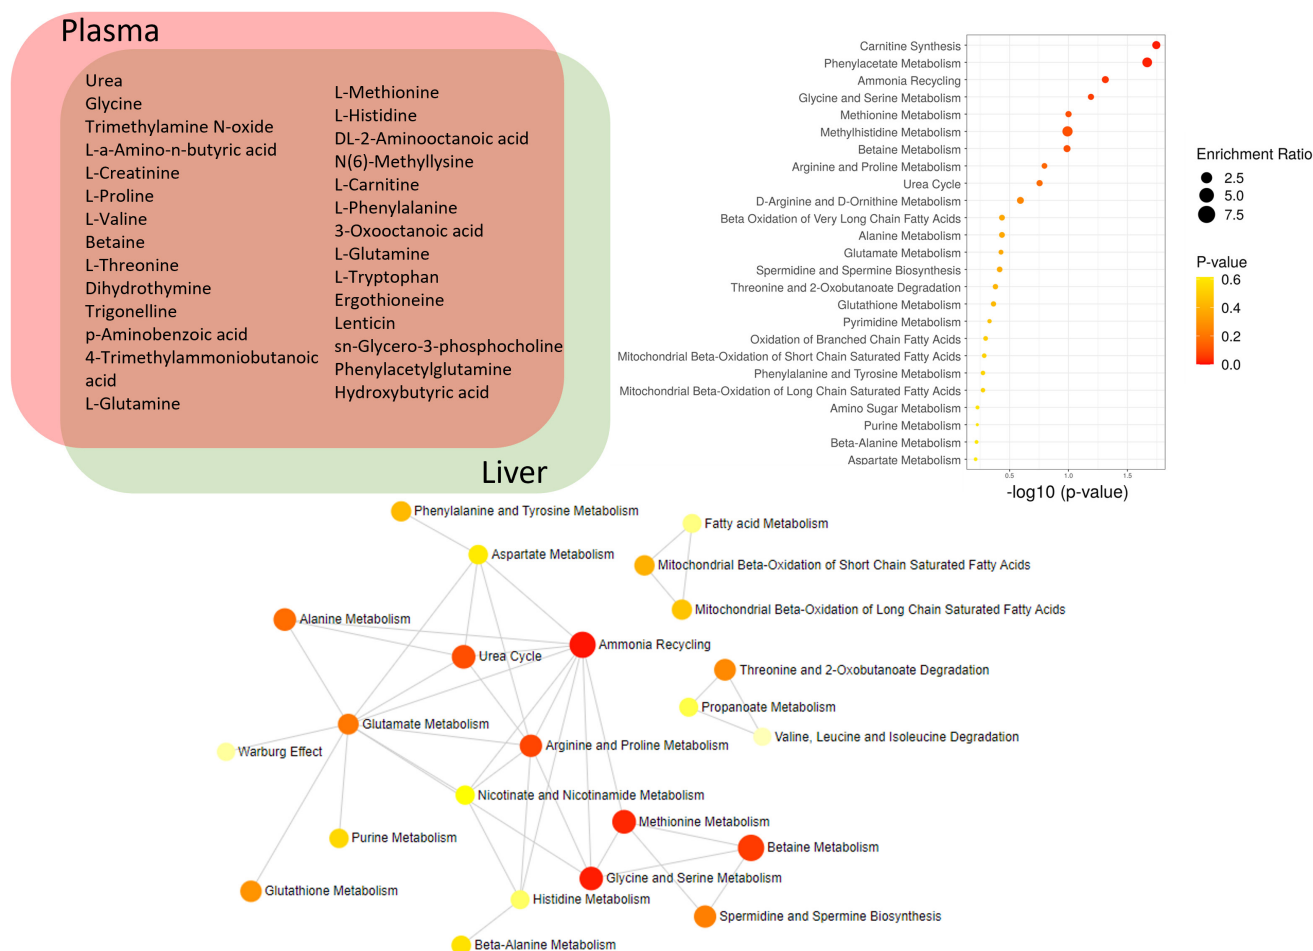 Plasma
Urea
Glycine
Trimethylamine N-oxide
L-a-Amino-n-butyric acid
L-Creatinine
L-Proline
L-Valine
Betaine
L-Threonine
Dihydrothymine
Trigonelline
p-Aminobenzoic acid
4-Trimethylammoniobutanoic
acid
L-Glutamine
L-Methionine
L-Histidine
DL-2-Aminooctanoic acid
N(6)-Methyllysine
L-Carnitine
L-Phenylalanine
3-Oxooctanoic acid
L-Glutamine
L-Tryptophan
Ergothioneine
Lenticin
sn-Glycero-3-phosphocholine
Phenylacetylglutamine
Hydroxybutyric acid
Liver
Carnitine Synthesis
Phenylacetate Metabolism
Ammonia Recycling
Glycine and Serine Metabolism
Methionine Metabolism
Methylhistidine Metabolism
Betaine Metabolism
Arginine and Proline Metabolism
Urea Cycle
D-Arginine and D-Ornithine Metabolism
Beta Oxidation of Very Long Chain Fatty Acids
Alanine Metabolism
Glutamate Metabolism
Spermidine and Spermine Biosynthesis
Threonine and 2-Oxobutanoate Degradation
Glutathione Metabolism
Pyrimidine Metabolism
Oxidation of Branched Chain Fatty Acids
Mitochondrial Beta-Oxidation of Short Chain Saturated Fatty Acids
Phenylalanine and Tyrosine Metabolism
Mitochondrial Beta-Oxidation of Long Chain Saturated Fatty Acids
Amino Sugar Metabolism
Purine Metabolism
Beta-Alanine Metabolism
Aspartate Metabolism
0.5 1.0 1.5
-log10 (p-value)
Enrichment Ratio
2.5
5.0
7.5
P-value
0.6
0.4
0.2
0.0
Phenylalanine and Tyrosine Metabolism
Aspartate Metabolism
Alanine Metabolism
Urea Cycle
Ammonia Recycling
Glutamate Metabolism
Warburg Effect
Arginine and Proline Metabolism
Nicotinate and Nicotinamide Metabolism
Purine Metabolism
Methionine Metabolism
Betaine Metabolism
Glycine and Serine Metabolism
Glutathione Metabolism
Histidine Metabolism
Spermidine and Spermine Biosynthesis
Beta-Alanine Metabolism
Fatty acid Metabolism
Mitochondrial Beta-Oxidation of Short Chain Saturated Fatty Acids
Mitochondrial Beta-Oxidation of Long Chain Saturated Fatty Acids
Threonine and 2-Oxobutanoate Degradation
Propanoate Metabolism
Valine, Leucine and Isoleucine Degradation